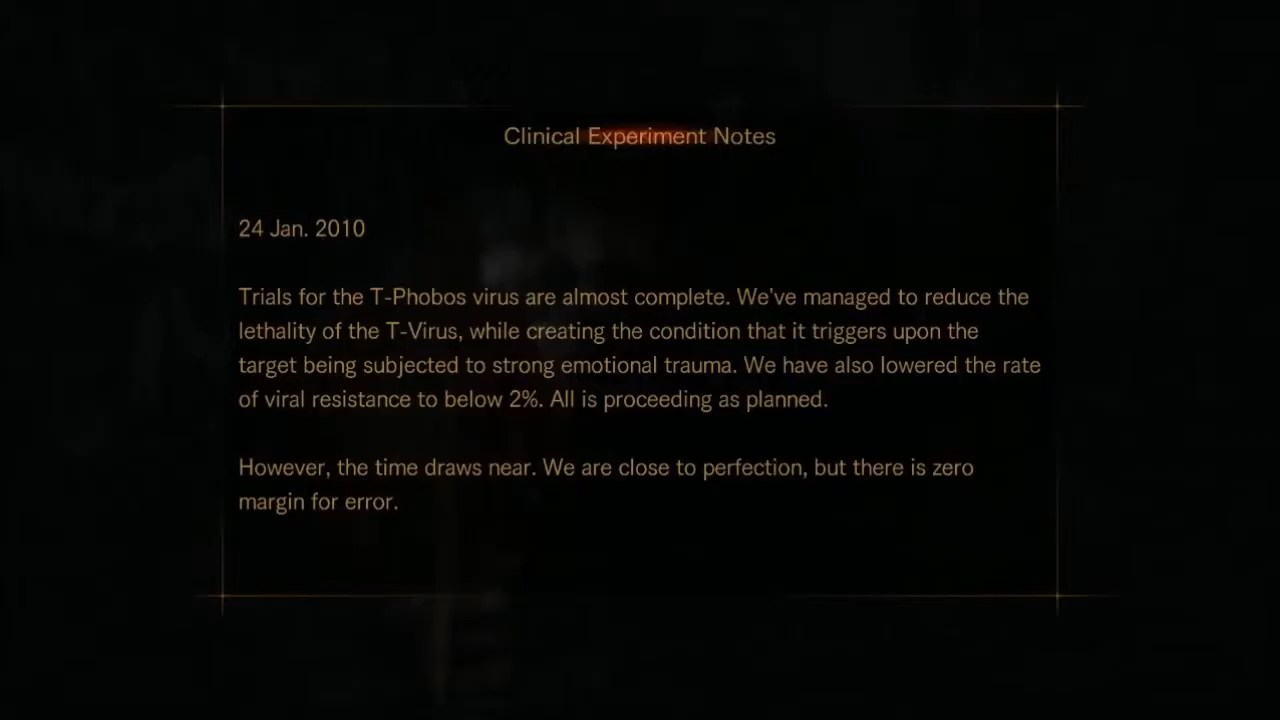 Clinical Experiment Notes
24 Jan. 2010
Trials for the T-Phobos virus are almost complete. We've managed to reduce the
lethality of the T-Virus, while creating the condition that it triggers upon the
target being subjected to strong emotional trauma. We have also lowered the rate
of viral resistance to below 2%. All is proceeding as planned.
However, the time draws near. We are close to perfection, but there is zero
margin for error.